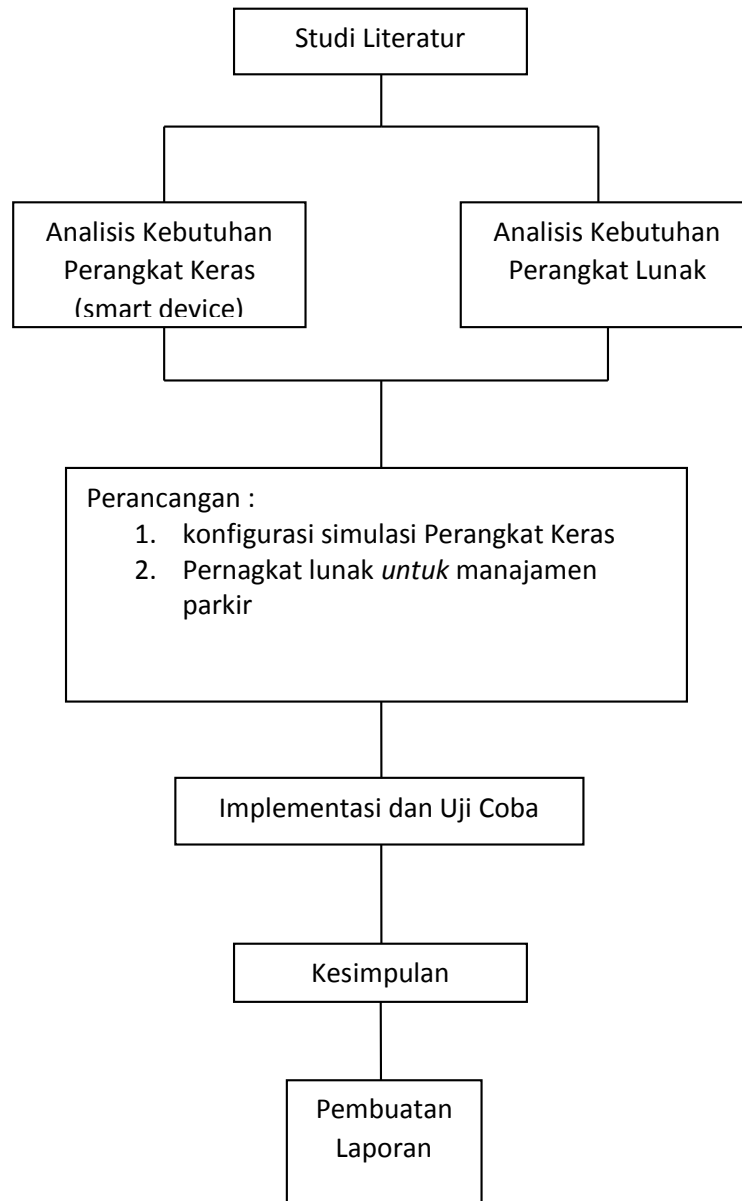 Studi Literatur
Analisis Kebutuhan
Perangkat Keras
(smart device)
Analisis Kebutuhan
Perangkat Lunak
Perancangan :
1. konfigurasi simulasi Perangkat Keras
2. Pernagkat lunak untuk manajamen
parkir
Implementasi dan Uji Coba
Kesimpulan
Pembuatan
Laporan